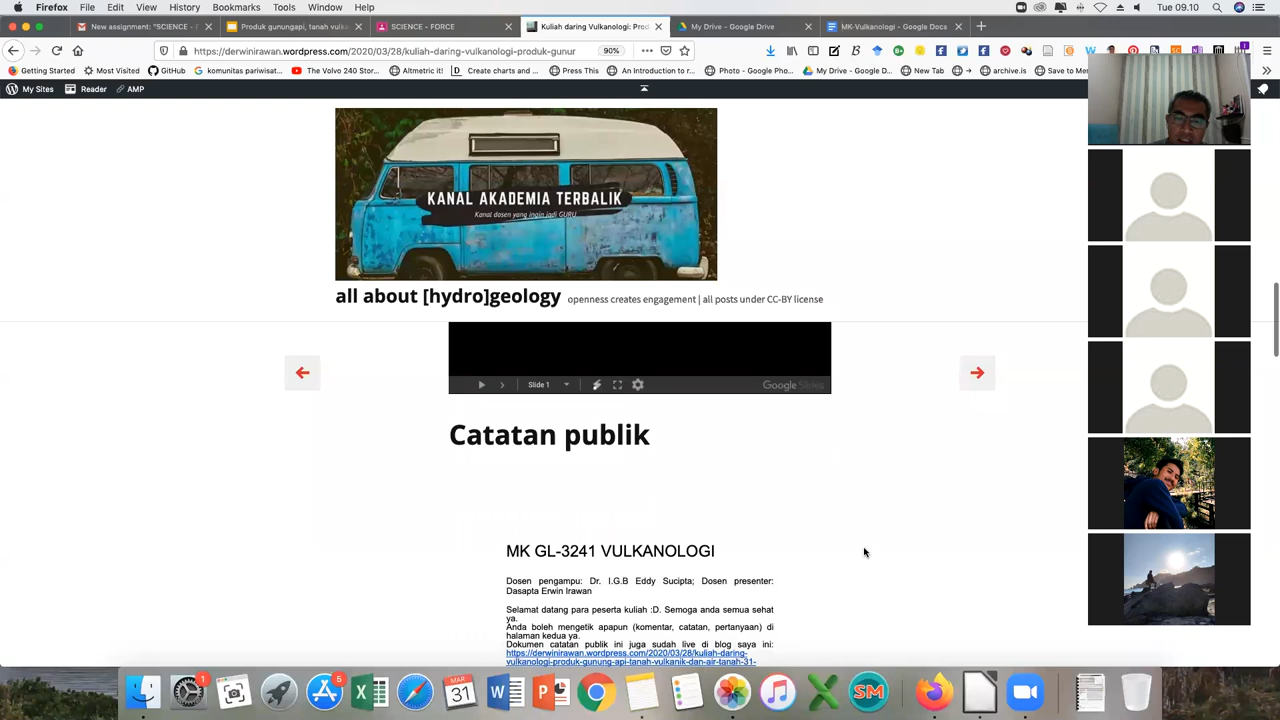 Firefox File Edit View History Bookmarks Tools Window Help Tue 09.10
New assignment: "SCIENCE - Produk gunungapi, tanah vulka SCIENCE - FORCE Kuliah daring Vulkanologi: Pro My Drive - Google Drive MK-Vulkanologi - Google Docs
https://derwinirawan.wordpress.com/2020/03/28/kuliah-daring-vulkanologi-produk-gunur 90%
Getting Started Most Visited GitHub komunitas pariwisat... The Volvo 240 Stor... Altmetric it! Create charts and ... Press This An Introduction to r... Photo - Google Pho... My Drive - Google D... New Tab archive.is Save to Mer
My Sites Reader AMP
KANAL AKADEMIA TERBALIK
Kanal dosen yang ingin jadi GURU
all about [hydro]geology openness creates engagement | all posts under CC-BY license
Slide 1 Google Slides
Catatan publik
MK GL-3241 VULKANOLOGI
Dosen pengampu: Dr. I.G.B Eddy Sucipta; Dosen presenter:
Dasapta Erwin Irawan
Selamat datang para peserta kuliah :D. Semoga anda semua sehat
ya.
Anda boleh mengetik apapun (komentar, catatan, pertanyaan) di
halaman kedua ya.
Dokumen catatan publik ini juga sudah live di blog saya ini:
https://derwinirawan.wordpress.com/2020/03/28/kuliah-daring-
vulkanologi-produk-gunung-api-tanah-vulkanik-dan-air-tanah-31-
1 5 MAR 31 SM